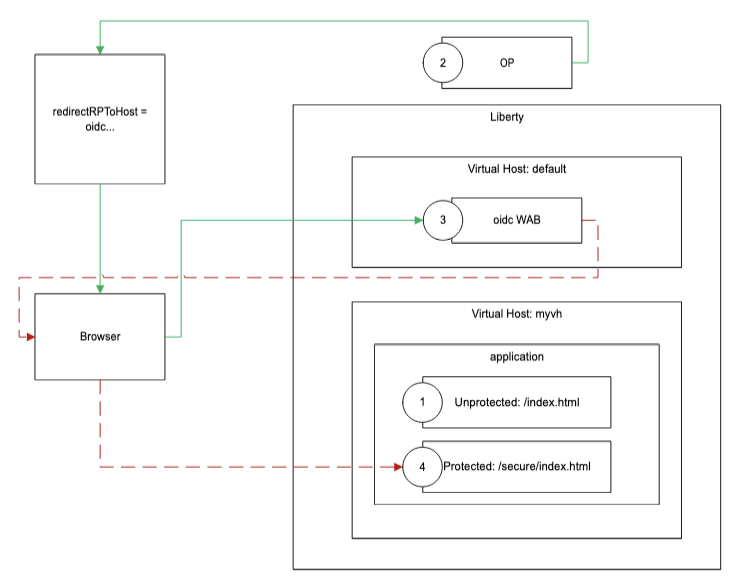 2
OP
redirectRPToHost =
oidc...
Liberty
Virtual Host: default
3
oidc WAB
Virtual Host: myvh
Browser
application
1
Unprotected: /index.html
4
Protected: /secure/index.html